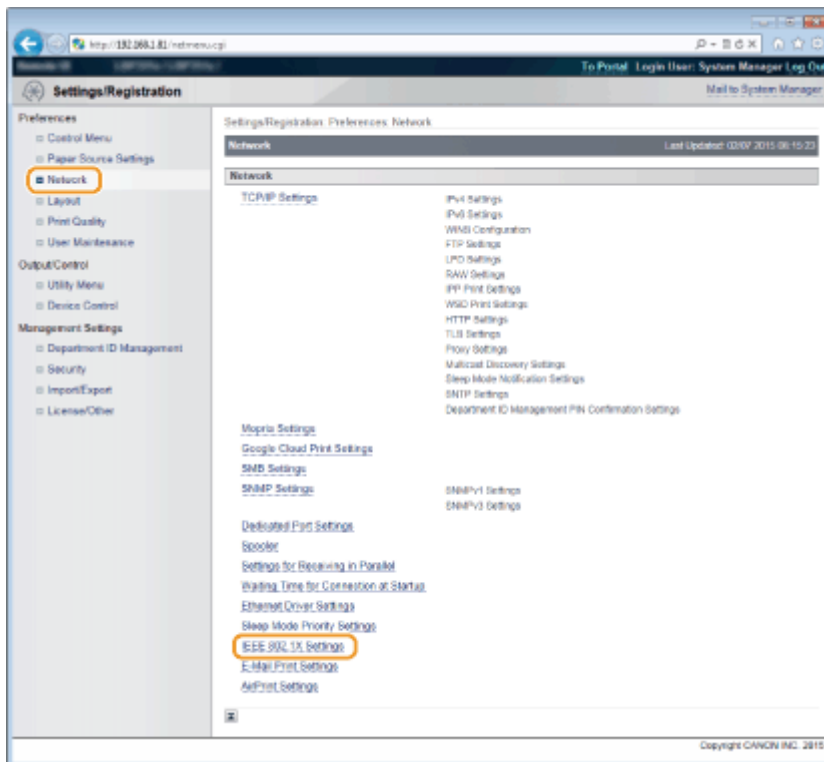 http://192.168.1.81/netmenu.cgi
To Portal Login User: System Manager Log Ou
Settings/Registration
Mail to System Manager
Preferences
Control Menu
Paper Source Settings
Network
Layout
Print Quality
User Maintenance
Output/Control
Utility Menu
Device Control
Management Settings
Department ID Management
Security
Import/Export
License/Other
Settings/Registration: Preferences: Network
Network
Last Updated: 02/07 2015 06:15:23
Network
TCP/IP Settings
IPv4 Settings
IPv6 Settings
WINS Configuration
FTP Settings
LPD Settings
RAW Settings
IPP Print Settings
WSD Print Settings
HTTP Settings
TLS Settings
Proxy Settings
Multicast Discovery Settings
Sleep Mode Notification Settings
SNTP Settings
Department ID Management PIN Confirmation Settings
Mopria Settings
Google Cloud Print Settings
SMB Settings
SNMP Settings
SNMPv1 Settings
SNMPv3 Settings
Dedicated Port Settings
Spooler
Settings for Receiving in Parallel
Waiting Time for Connection at Startup
Ethernet Driver Settings
Sleep Mode Priority Settings
IEEE 802.1X Settings
E-Mail Print Settings
AirPrint Settings
Copyright CANON INC. 2015